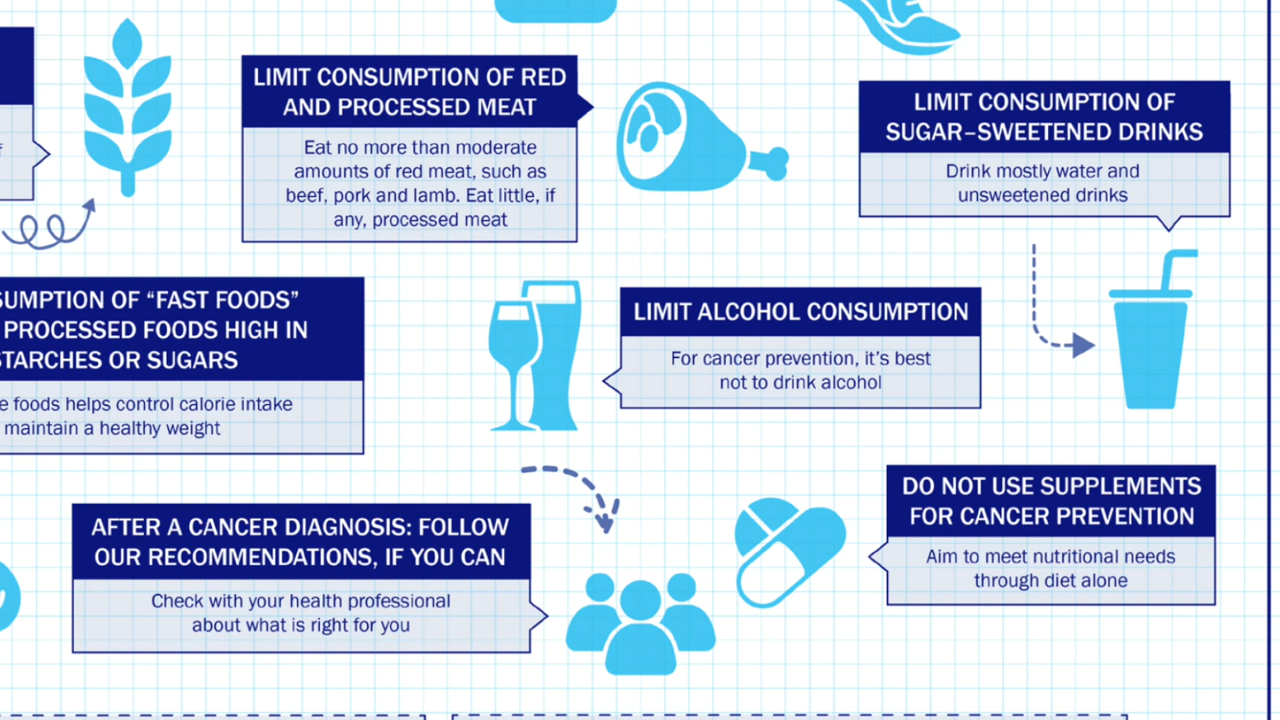 LIMIT CONSUMPTION OF RED
AND PROCESSED MEAT
Eat no more than moderate
amounts of red meat, such as
beef, pork and lamb. Eat little, if
any, processed meat
LIMIT CONSUMPTION OF
SUGAR–SWEETENED DRINKS
Drink mostly water and
unsweetened drinks
OF “FAST FOODS”
PROCESSED FOODS HIGH IN
OR SUGARS
foods helps control calorie intake
maintain a healthy weight
LIMIT ALCOHOL CONSUMPTION
For cancer prevention, it’s best
not to drink alcohol
AFTER A CANCER DIAGNOSIS: FOLLOW
OUR RECOMMENDATIONS, IF YOU CAN
Check with your health professional
about what is right for you
DO NOT USE SUPPLEMENTS
FOR CANCER PREVENTION
Aim to meet nutritional needs
through diet alone